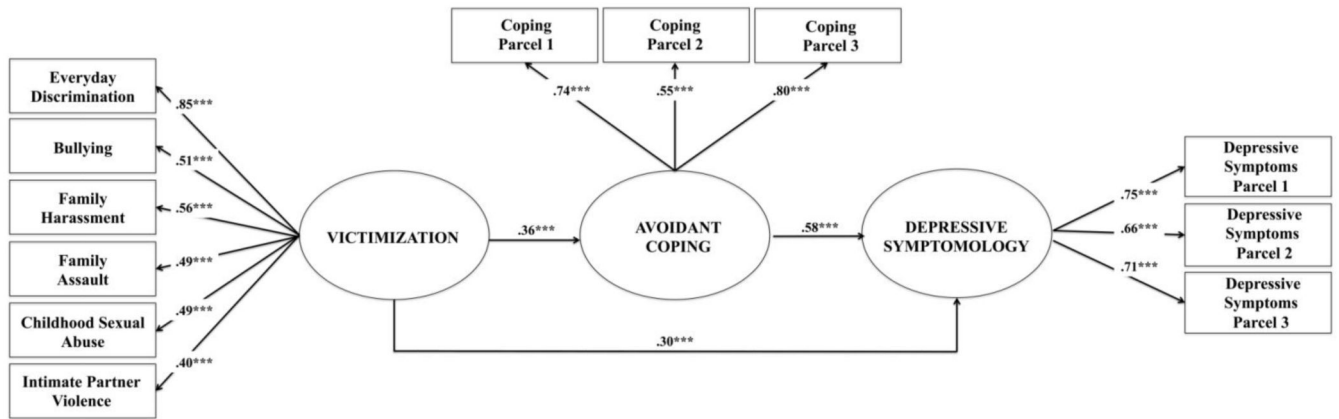 Coping
Parcel 1
Coping
Parcel 2
Coping
Parcel 3
.74***
.55***
.80***
Everyday
Discrimination
Bullying
Family
Harassment
Family
Assault
Childhood Sexual
Abuse
Intimate Partner
Violence
.85***
.51***
.56***
.49***
.49***
.40***
VICTIMIZATION
.36***
AVOIDANT
COPING
.58***
DEPRESSIVE
SYMPTOMOLOGY
.30***
.75***
.66***
.71***
Depressive
Symptoms
Parcel 1
Depressive
Symptoms
Parcel 2
Depressive
Symptoms
Parcel 3